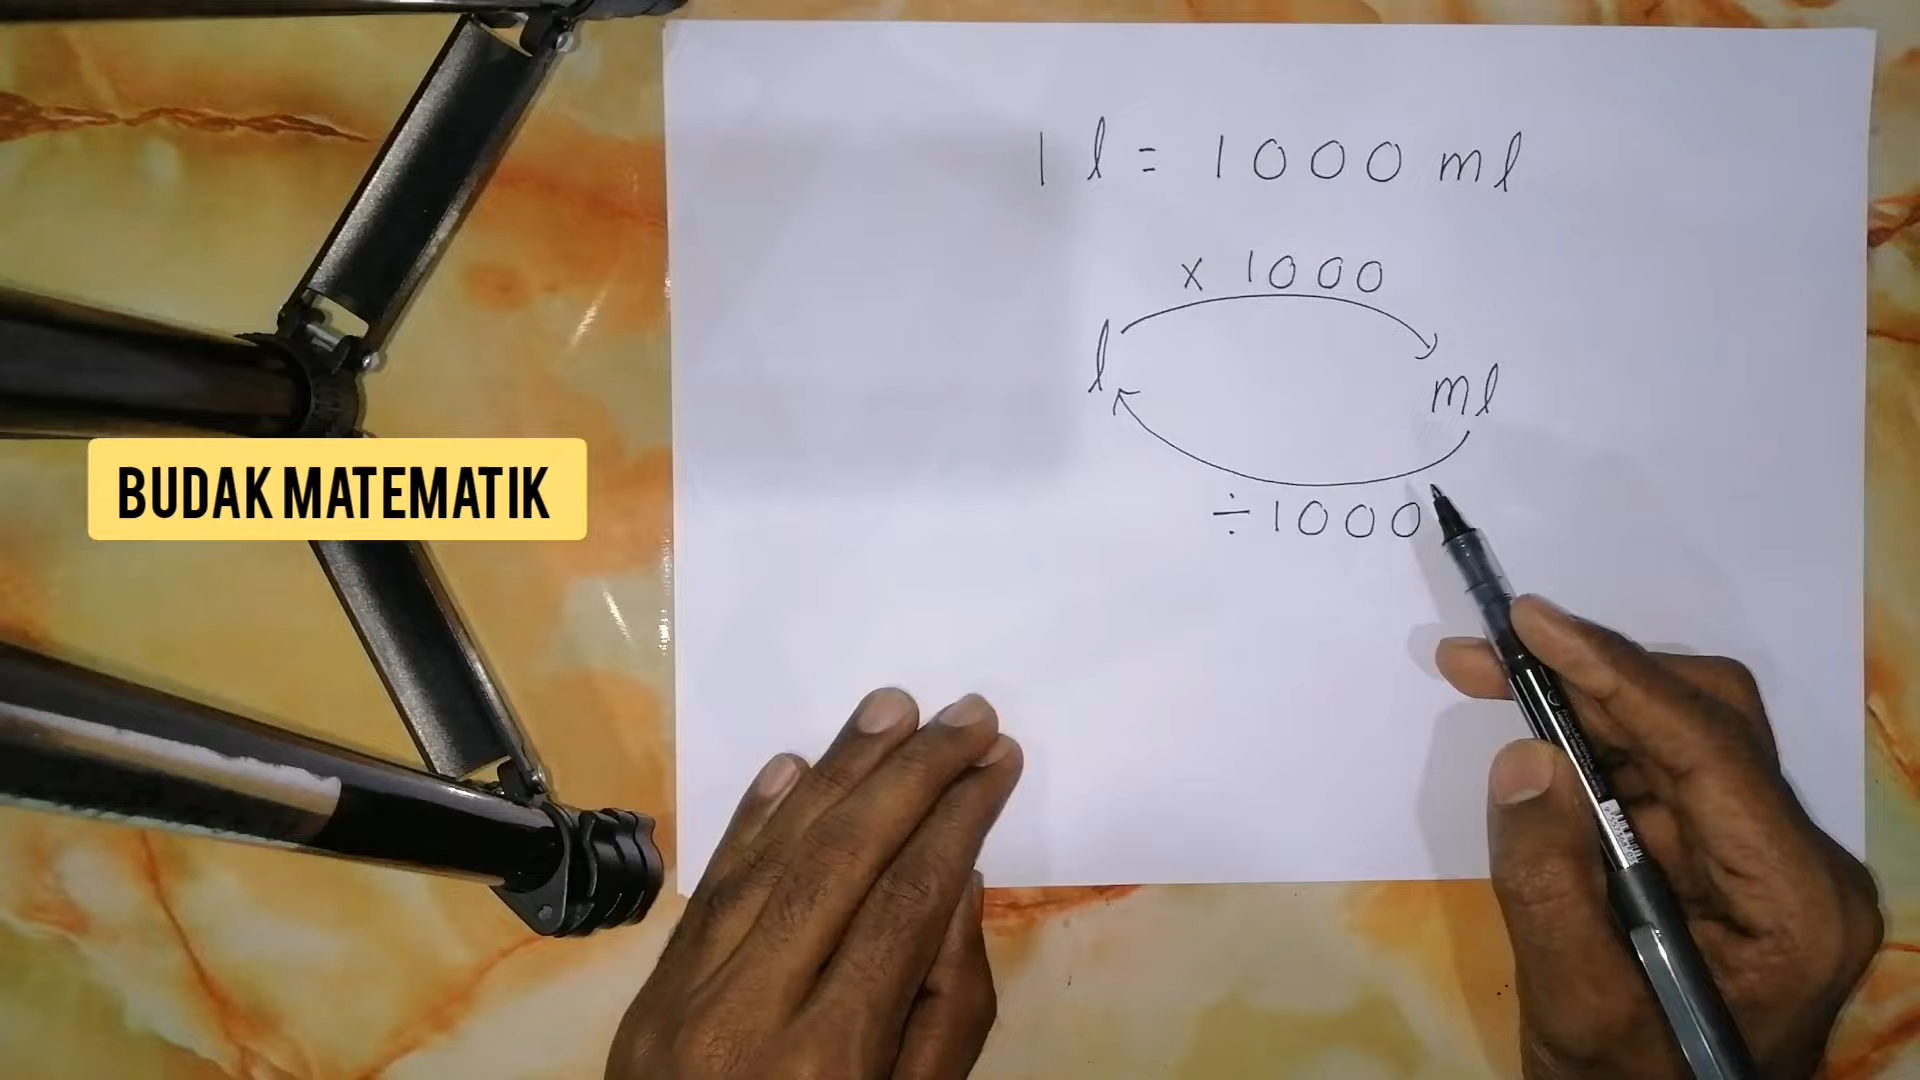 1 l = 1000 ml
x 1000
l
ml
÷ 1000
BUDAK MATEMATIK